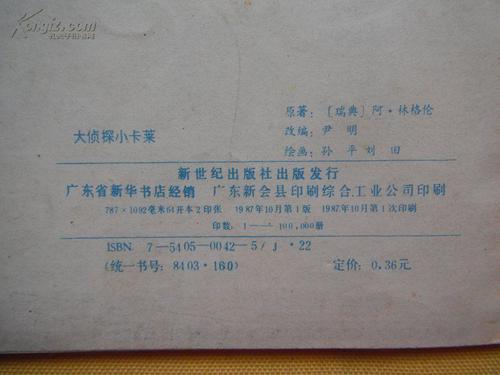 Kongfz.com
原著:〔瑞典〕阿·林格伦
大侦探小卡莱
改编:尹 明
绘画:孙 平 刘 田
新世纪出版社出版发行
广东省新华书店经销 广东新会县印刷综合工业公司印刷
787×1092毫米64开本2印张 1987年10月第1版 1987.年10月第1次印刷
印数:1—100,000册
ISBN. 7—5405—0042—5/J·22
(统一书号:8403·160) 定价:0.36元